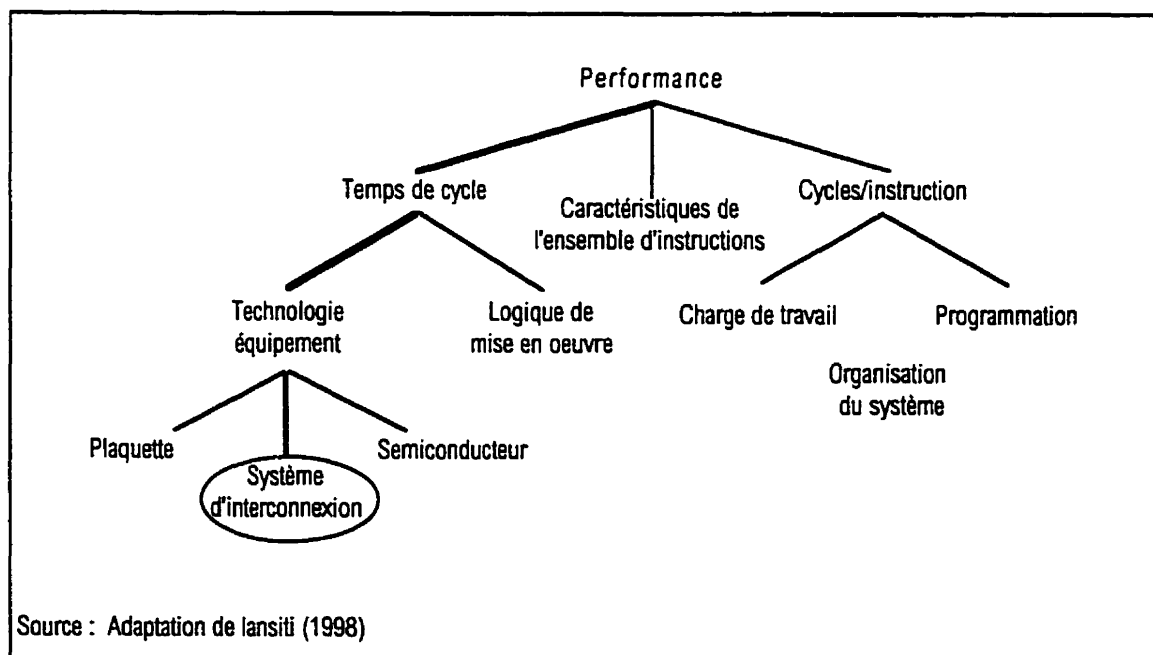 Performance
Temps de cycle
Caractéristiques de
l'ensemble d'instructions
Cycles/instruction
Technologie
équipement
Logique de
mise en oeuvre
Charge de travail
Programmation
Organisation
du système
Plaquette
Semiconducteur
Système
d'interconnexion
Source : Adaptation de Iansiti (1998)